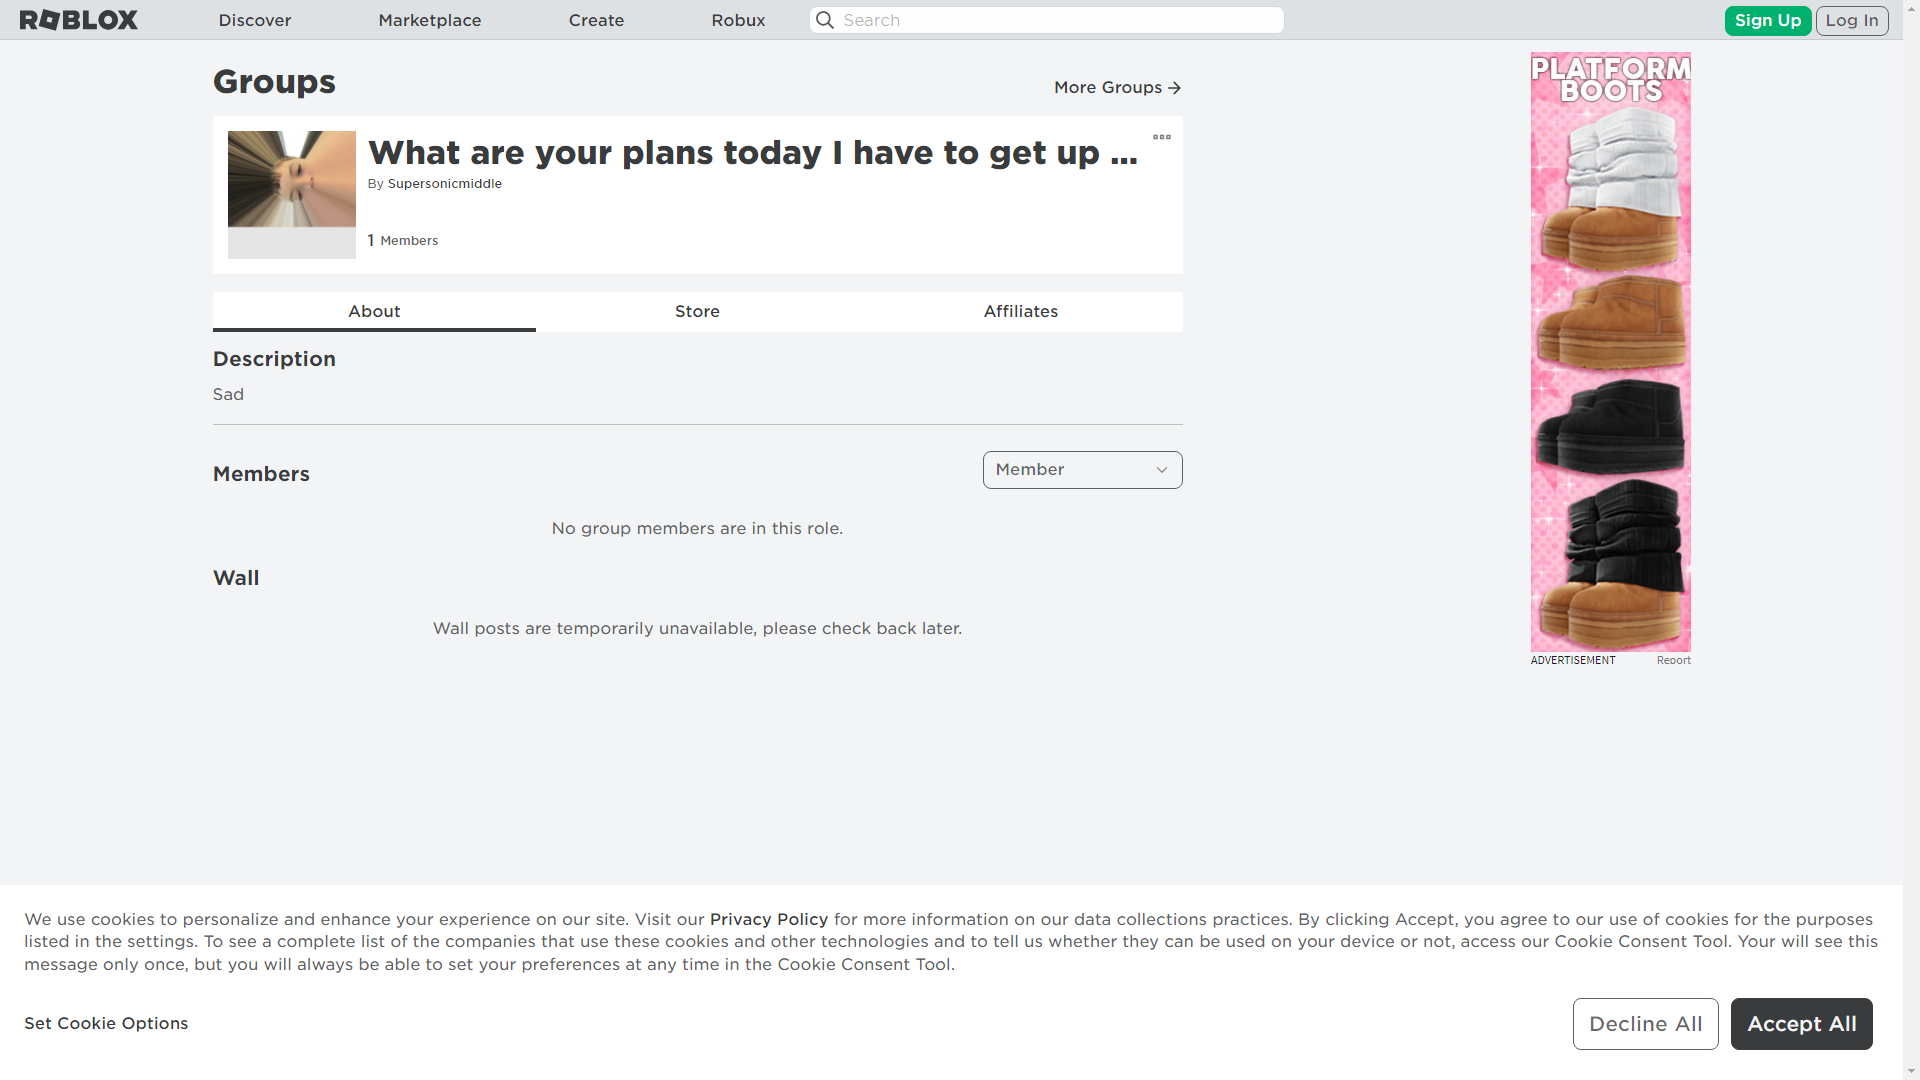 ROBLOX
Discover
Marketplace
Create
Robux
Search
Sign Up
Log In
Groups
More Groups
What are your plans today I have to get up ...
By Supersonicmiddle
1 Members
About
Store
Affiliates
Description
Sad
Members
Member
No group members are in this role.
Wall
Wall posts are temporarily unavailable, please check back later.
PLATFORM
BOOTS
ADVERTISEMENT
Report
We use cookies to personalize and enhance your experience on our site. Visit our Privacy Policy for more information on our data collections practices. By clicking Accept, you agree to our use of cookies for the purposes
listed in the settings. To see a complete list of the companies that use these cookies and other technologies and to tell us whether they can be used on your device or not, access our Cookie Consent Tool. Your will see this
message only once, but you will always be able to set your preferences at any time in the Cookie Consent Tool.
Set Cookie Options
Decline All
Accept All